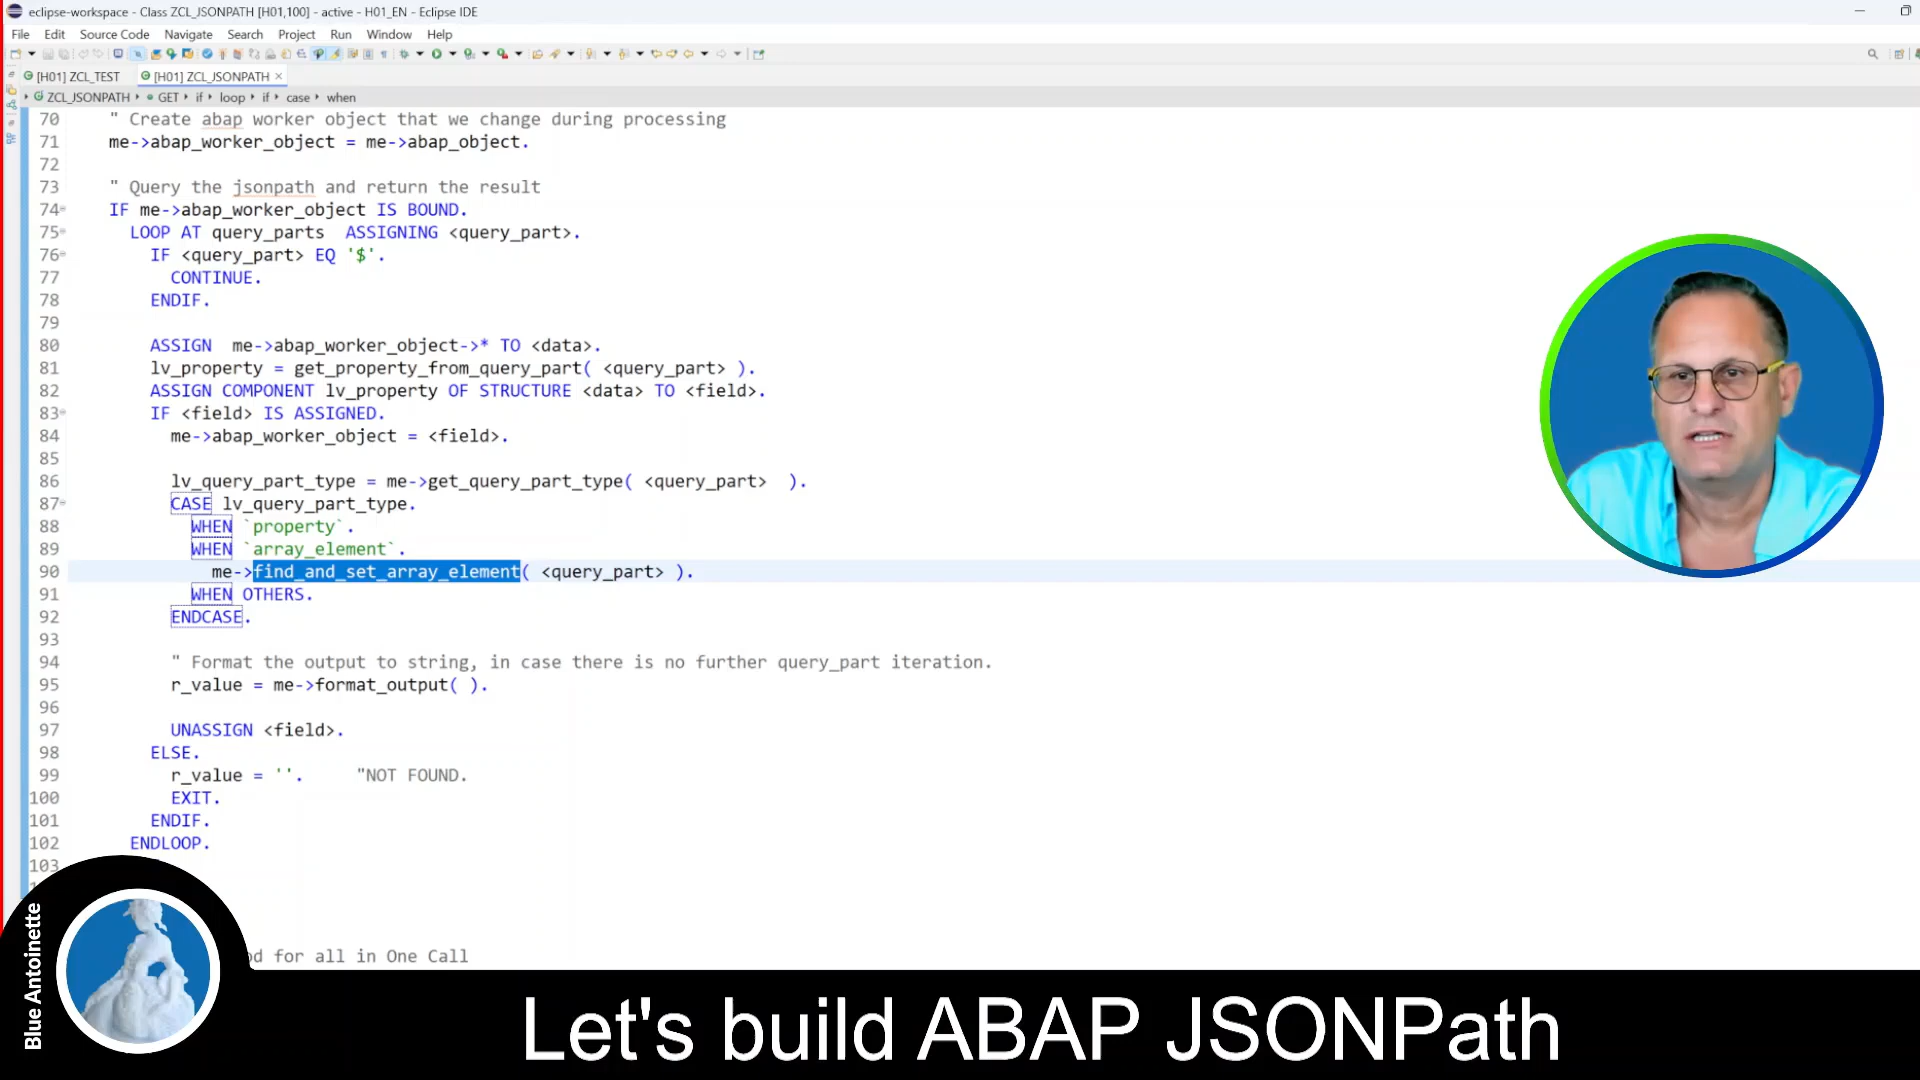 eclipse-workspace - Class ZCL_JSONPATH [H01,100] - active - H01_EN - Eclipse IDE
File Edit Source Code Navigate Search Project Run Window Help
[H01] ZCL_TEST [H01] ZCL_JSONPATH
ZCL_JSONPATH GET if loop if case when
70 " Create abap worker object that we change during processing
71 me->abap_worker_object = me->abap_object.
72
73 " Query the jsonpath and return the result
74 IF me->abap_worker_object IS BOUND.
75 LOOP AT query_parts ASSIGNING <query_part>.
76 IF <query_part> EQ '$'.
77 CONTINUE.
78 ENDIF.
79
80 ASSIGN me->abap_worker_object->* TO <data>.
81 lv_property = get_property_from_query_part( <query_part> ).
82 ASSIGN COMPONENT lv_property OF STRUCTURE <data> TO <field>.
83 IF <field> IS ASSIGNED.
84 me->abap_worker_object = <field>.
85
86 lv_query_part_type = me->get_query_part_type( <query_part> ).
87 CASE lv_query_part_type.
88 WHEN `property`.
89 WHEN `array_element`.
90 me->find_and_set_array_element( <query_part> ).
91 WHEN OTHERS.
92 ENDCASE.
93
94 " Format the output to string, in case there is no further query_part iteration.
95 r_value = me->format_output( ).
96
97 UNASSIGN <field>.
98 ELSE.
99 r_value = ''. "NOT FOUND.
100 EXIT.
101 ENDIF.
102 ENDLOOP.
103
for all in One Call
Blue Antoinette
Let's build ABAP JSONPath